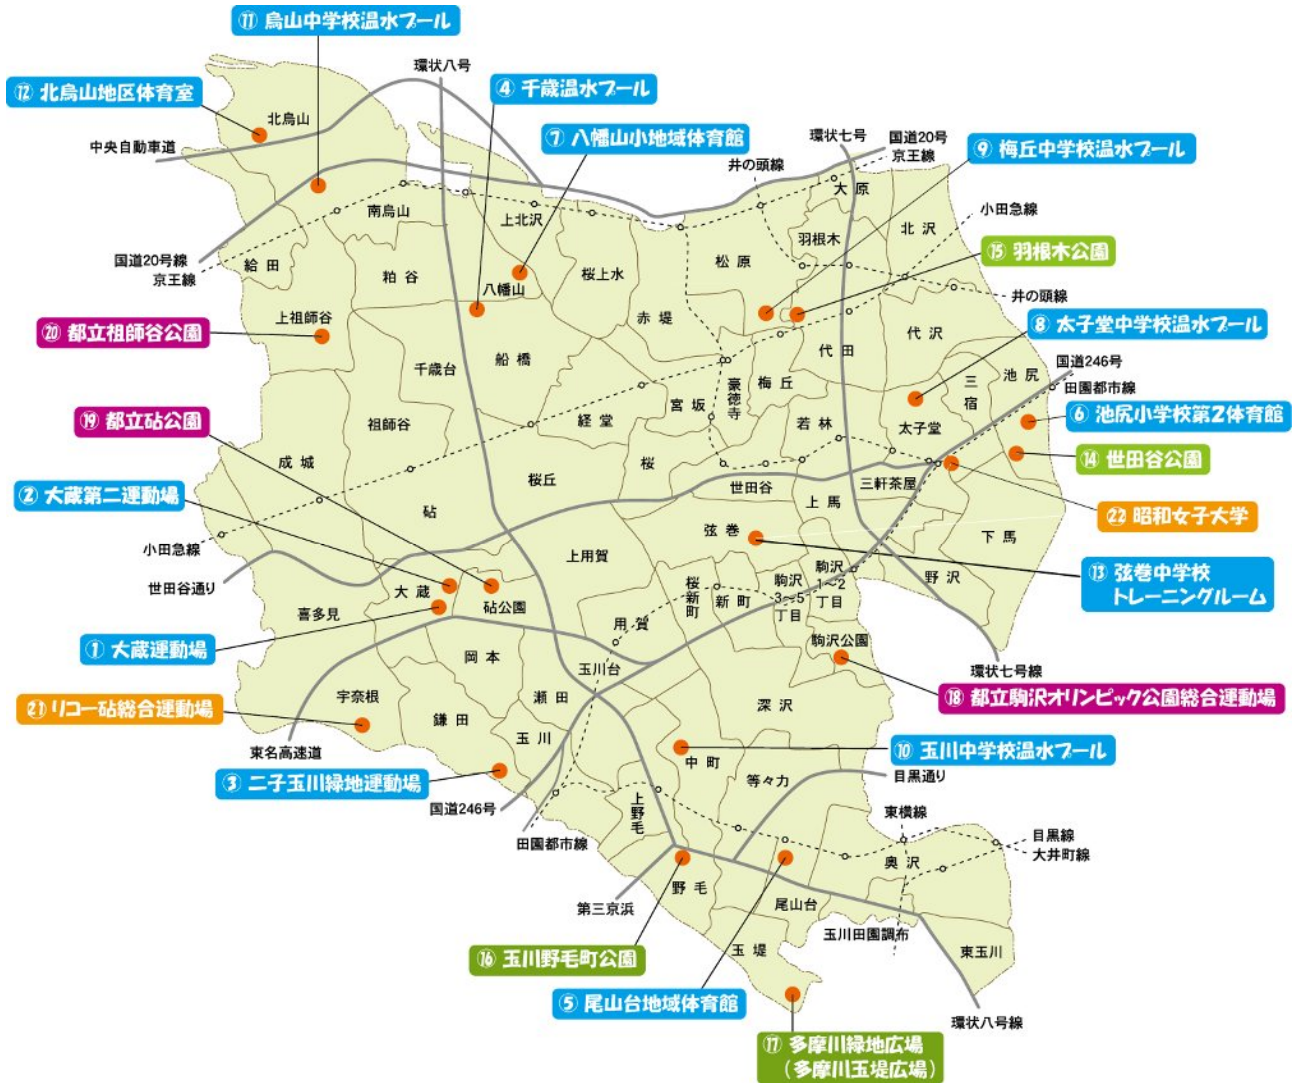 ⑪ 烏山中学校温水プール
環状八号
⑫ 北烏山地区体育室
④ 千歳温水プール
北烏山
⑦ 八幡山小地域体育館
環状七号
国道20号
京王線
中央自動車道
⑨ 梅丘中学校温水プール
井の頭線
大原
南烏山
上北沢
小田急線
北沢
羽根木
⑮ 羽根木公園
国道20号線
京王線
給田
粕谷
桜上水
松原
八幡山
井の頭線
上祖師谷
赤堤
⑳ 都立祖師谷公園
⑧ 太子堂中学校温水プール
代沢
代田
船橋
千歳台
国道246号
池尻
三宿
田園都市線
梅丘
豪徳寺
宮坂
⑲ 都立砧公園
⑥ 池尻小学校第2体育館
経堂
若林
祖師谷
太子堂
⑭ 世田谷公園
成城
桜
桜丘
世田谷
三軒茶屋
② 大蔵第二運動場
上馬
砧
㉒ 昭和女子大学
弦巻
下馬
小田急線
上用賀
駒沢
1～2
丁目
⑬ 弦巻中学校
トレーニングルーム
世田谷通り
野沢
駒沢
3～5
丁目
桜新町
新町
大蔵
砧公園
喜多見
用賀
駒沢公園
① 大蔵運動場
岡本
玉川台
環状七号線
宇奈根
瀬田
⑱ 都立駒沢オリンピック公園総合運動場
㉑ リコー砧総合運動場
鎌田
深沢
玉川
東名高速道
⑩ 玉川中学校温水プール
中町
等々力
目黒通り
③ 二子玉川緑地運動場
国道246号
上野毛
東横線
田園都市線
目黒線
大井町線
奥沢
野毛
第三京浜
尾山台
玉川田園調布
玉堤
東玉川
⑯ 玉川野毛町公園
⑤ 尾山台地域体育館
環状八号線
⑰ 多摩川緑地広場
（多摩川玉堤広場）